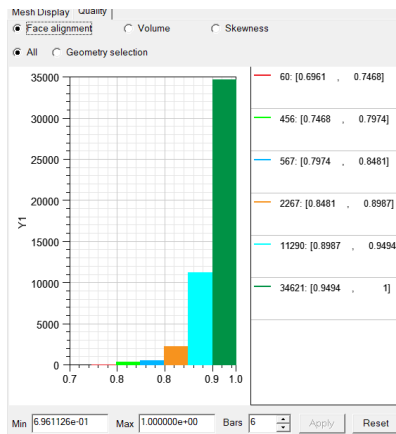 Mesh Display Quality
Face alignment Volume Skewness
All Geometry selection
35000
30000
25000
20000
15000
10000
5000
0
Y1
0.7 0.8 0.8 0.9 1.0
60: [0.6961 , 0.7468]
456: [0.7468 , 0.7974]
567: [0.7974 , 0.8481]
2267: [0.8481 , 0.8987]
11290: [0.8987 , 0.9494
34621: [0.9494 , 1]
Min 6.961126e-01 Max 1.000000e+00 Bars 6 Apply Reset